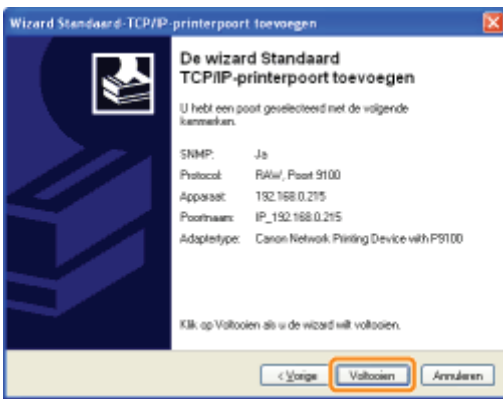 Wizard Standaard-TCP/IP-printerpoort toevoegen
De wizard Standaard
TCP/IP-printerpoort toevoegen
U hebt een poort geselecteerd met de volgende
kenmerken.
SNMP: Ja
Protocol: RAW, Poort 9100
Apparaat: 192.168.0.215
Poortnaam: IP_192.168.0.215
Adaptertype: Canon Network Printing Device with P9100
Klik op Voltooien als u de wizard wilt voltooien.
< Vorige Voltooien Annuleren